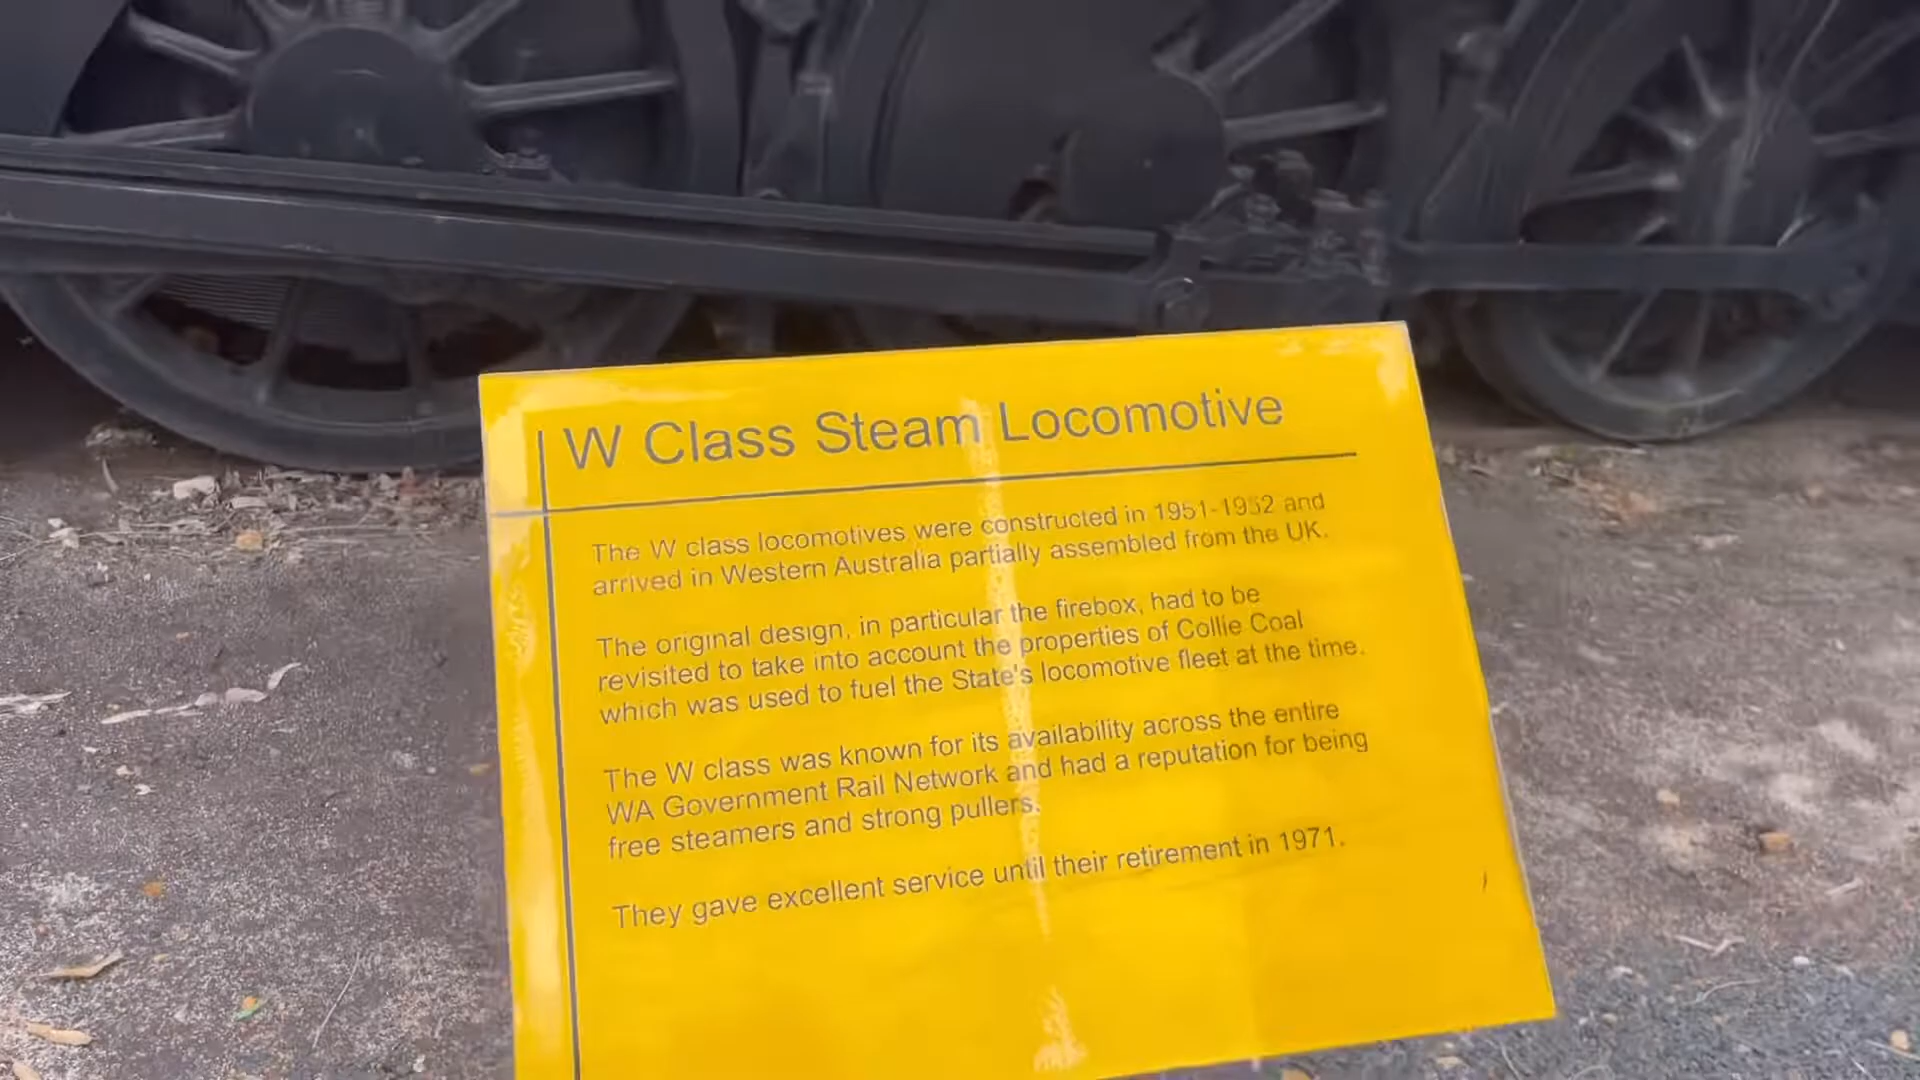 W Class Steam Locomotive
The W class locomotives were constructed in 1951-1952 and
arrived in Western Australia partially assembled from the UK.
The original design, in particular the firebox, had to be
revisited to take into account the properties of Collie Coal
which was used to fuel the State's locomotive fleet at the time.
The W class was known for its availability across the entire
WA Government Rail Network and had a reputation for being
free steamers and strong pullers.
They gave excellent service until their retirement in 1971.